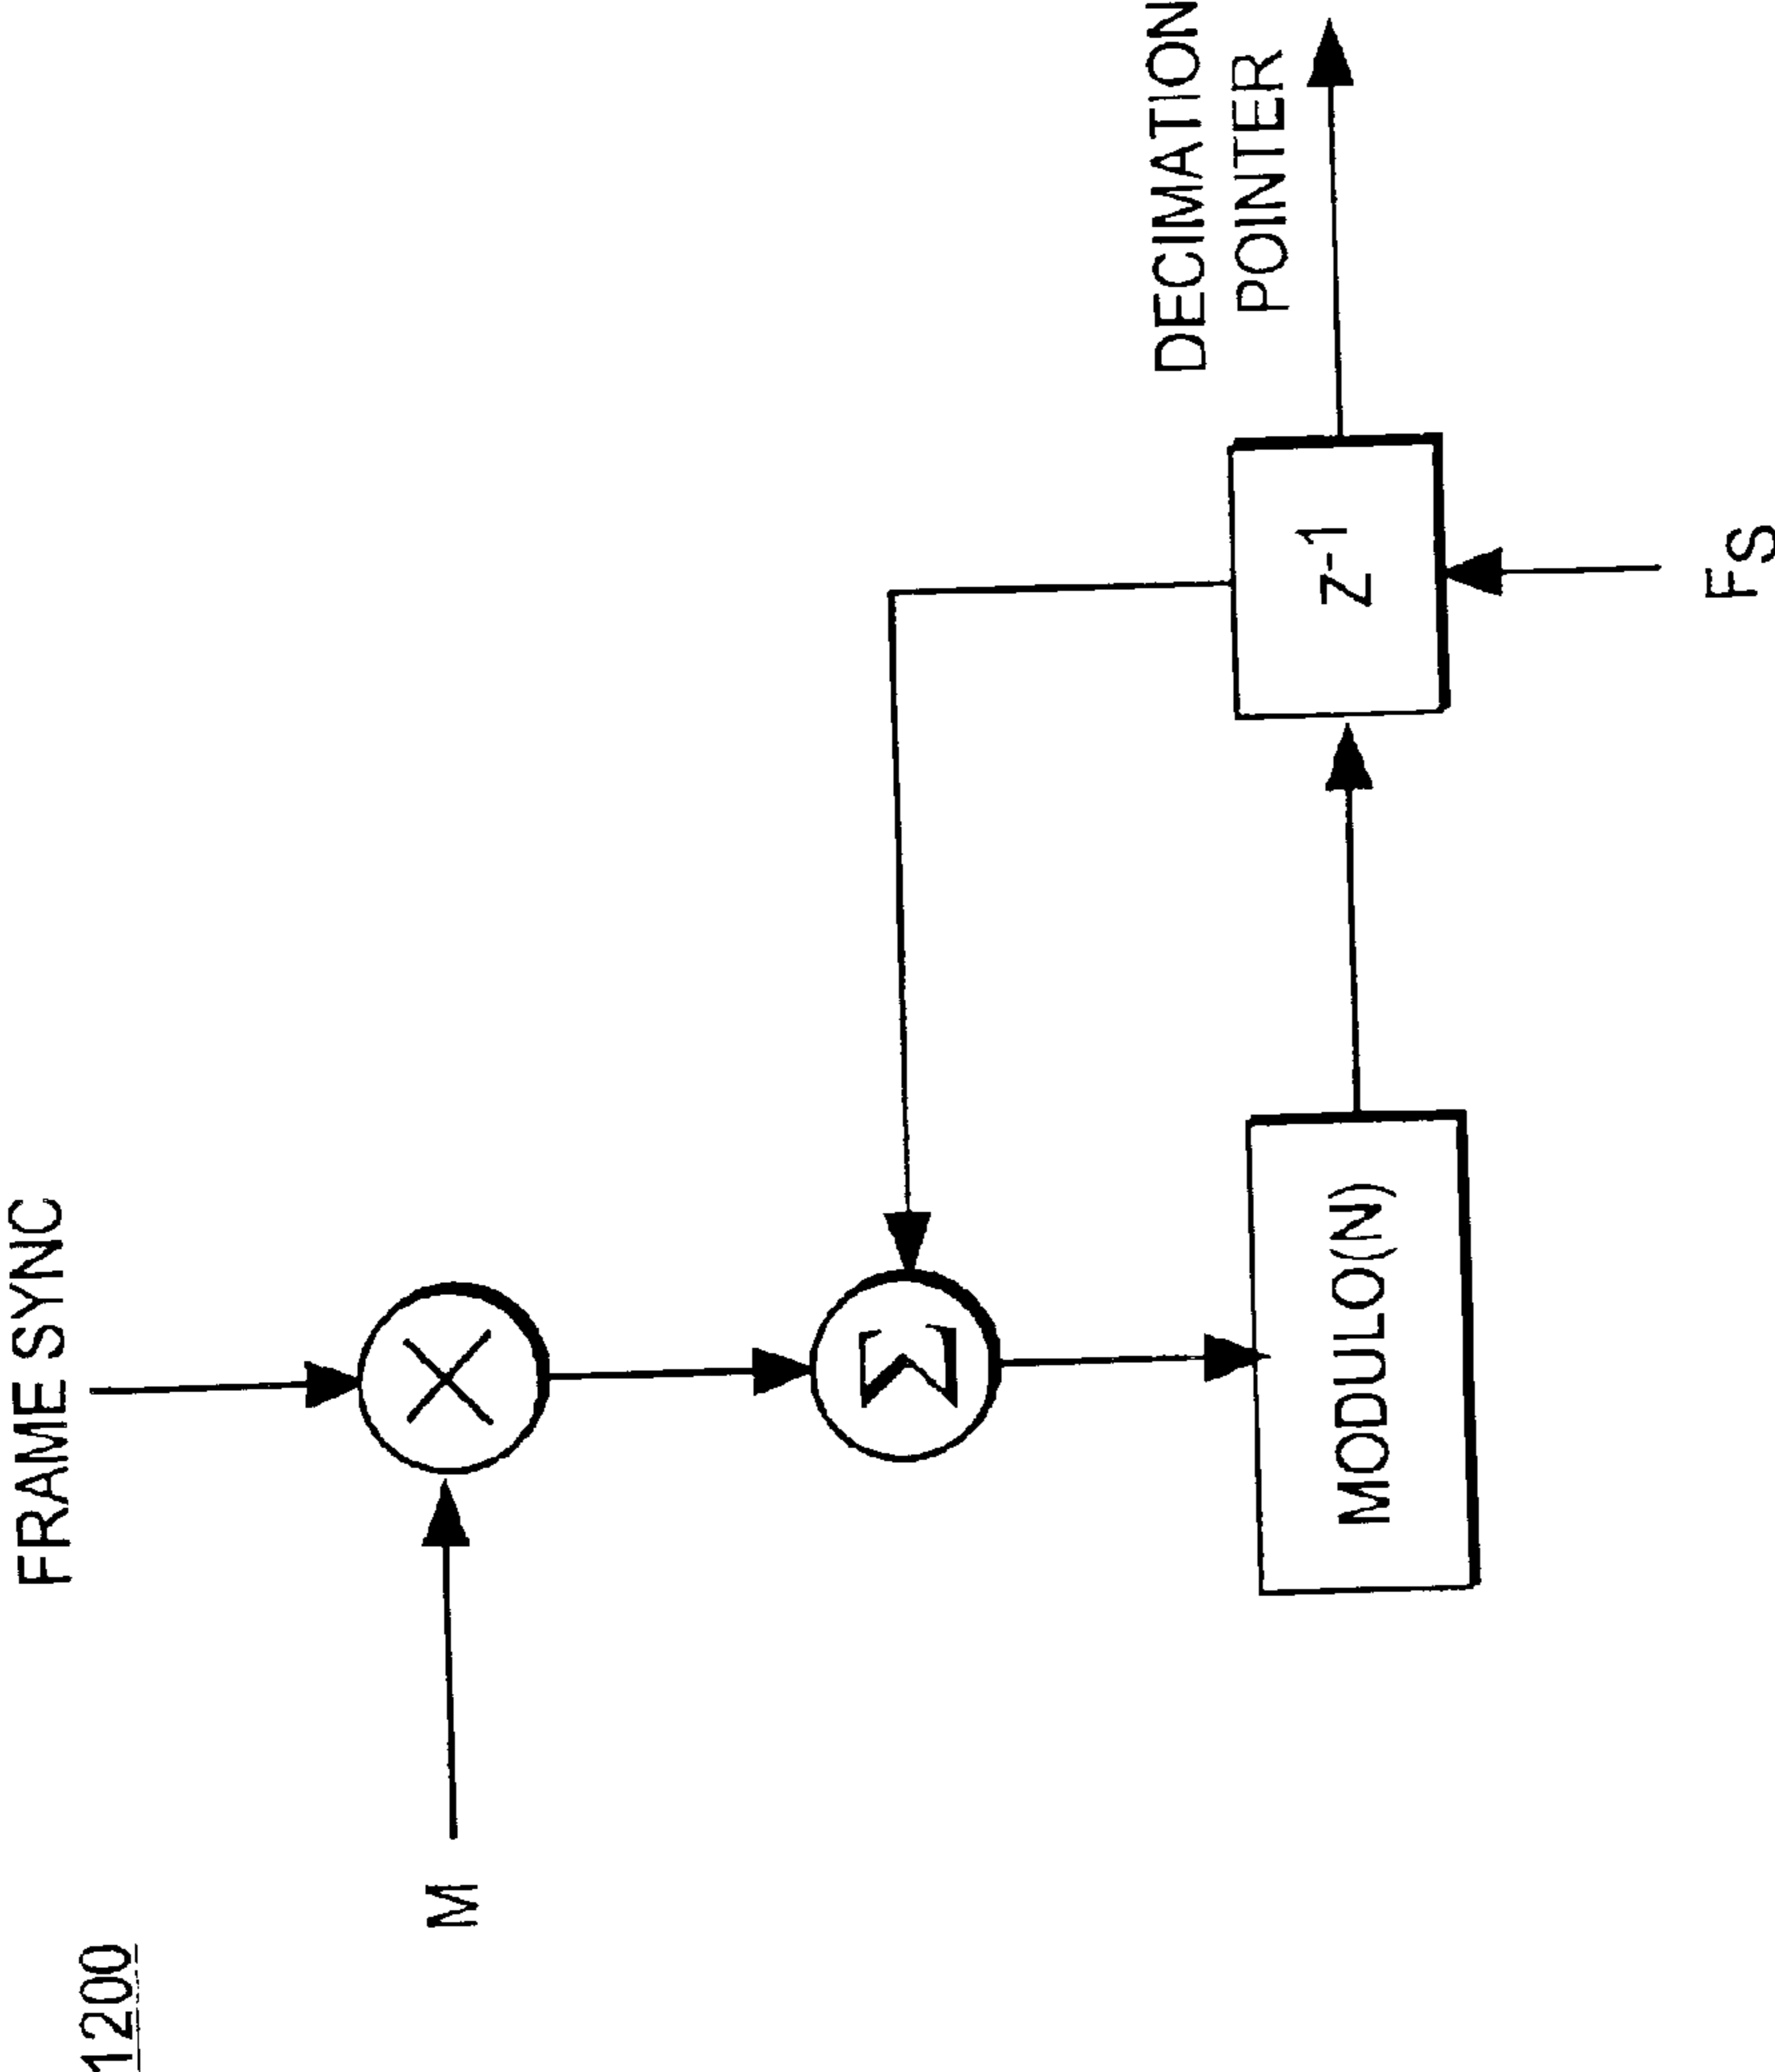 1200
FRAME SYNC
M
×
Σ
MODULO(N)
z-1
FS
DECIMATION
POINTER